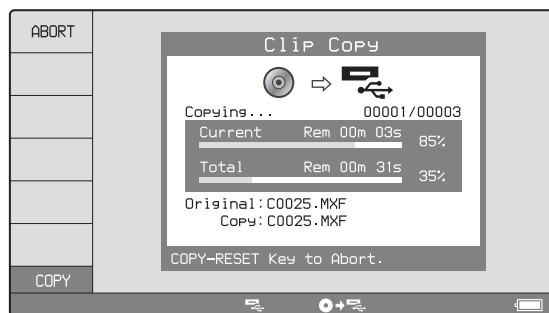 ABORT
Clip Copy
Copying... 00001/00003
Current Rem 00m 03s 85%
Total Rem 00m 31s 35%
Original:C0025.MXF
Copy:C0025.MXF
COPY-RESET Key to Abort.
COPY